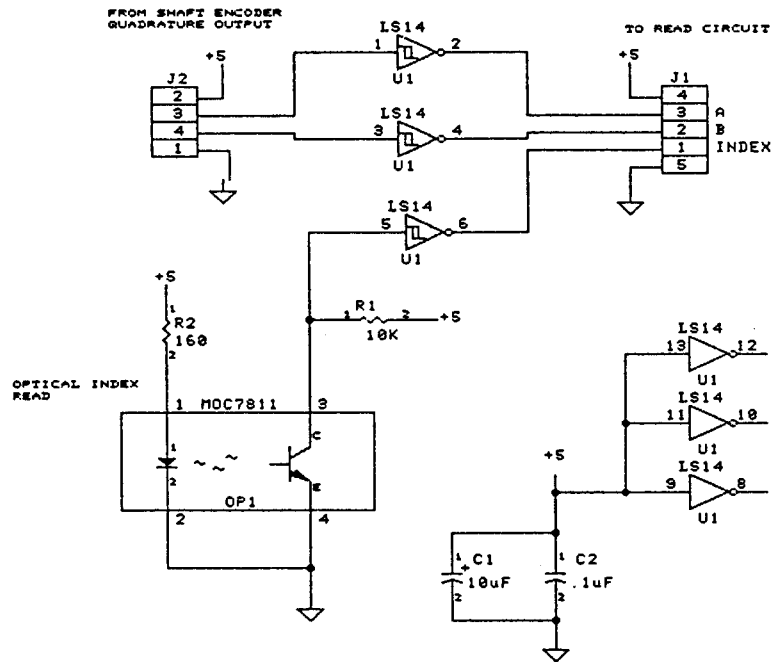 FROM SHAFT ENCODER
QUADRATURE OUTPUT
TO READ CIRCUIT
LS14
1 2
U1
+5
J2
2
3
4
1
+5
J1
4
3 A
2 B
1 INDEX
5
LS14
3 4
U1
LS14
5 6
U1
+5
1
R2
160
2
R1
1 2 +5
10K
OPTICAL INDEX
READ
1 MOC7811 3
C
1
2
E
OP1
2 4
LS14
13 12
U1
LS14
11 10
U1
LS14
9 8
U1
+5
1 + C1
10uF
2
1 C2
.1uF
2